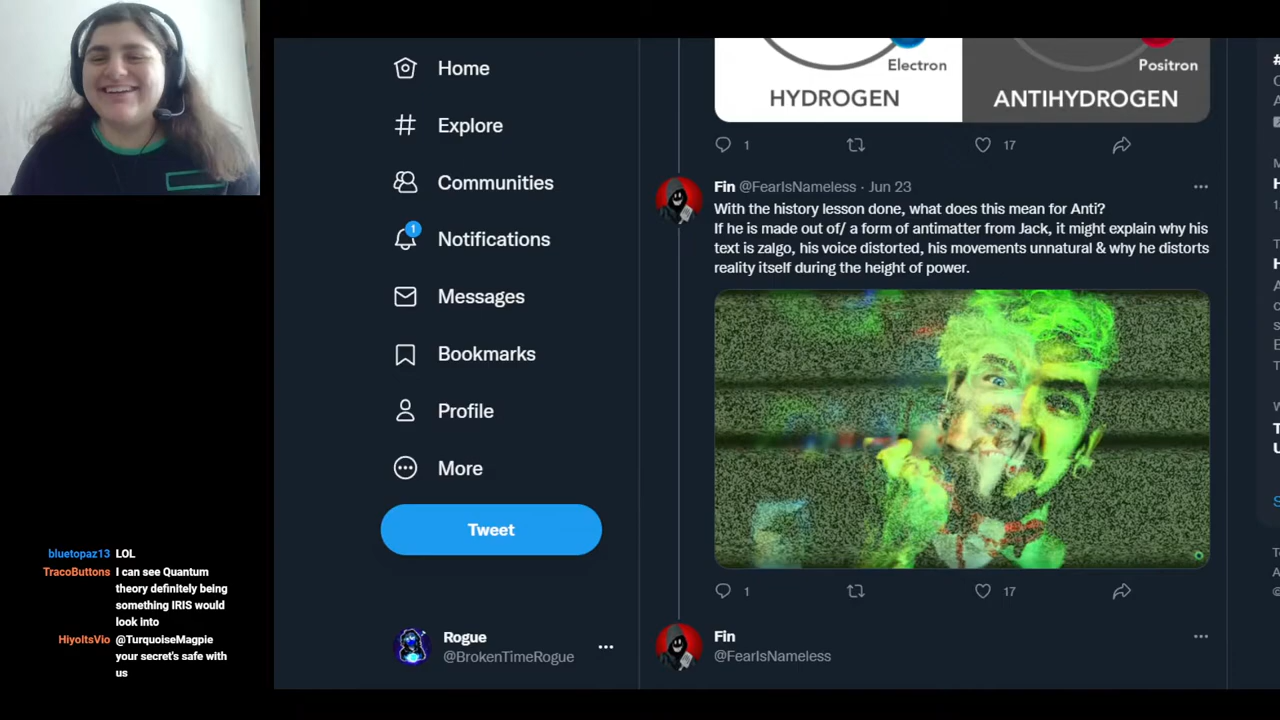 Home
Explore
Communities
1
Notifications
Messages
Bookmarks
Profile
More
Tweet
Rogue
@BrokenTimeRogue
Electron
Positron
HYDROGEN
ANTIHYDROGEN
1
17
Fin @FearIsNameless · Jun 23
With the history lesson done, what does this mean for Anti?
If he is made out of/ a form of antimatter from Jack, it might explain why his
text is zalgo, his voice distorted, his movements unnatural & why he distorts
reality itself during the height of power.
1
17
Fin
@FearIsNameless
bluetopaz13 LOL
TracoButtons I can see Quantum
theory definitely being
something IRIS would
look into
HiyoItsVio @TurquoiseMagpie
your secret's safe with
us